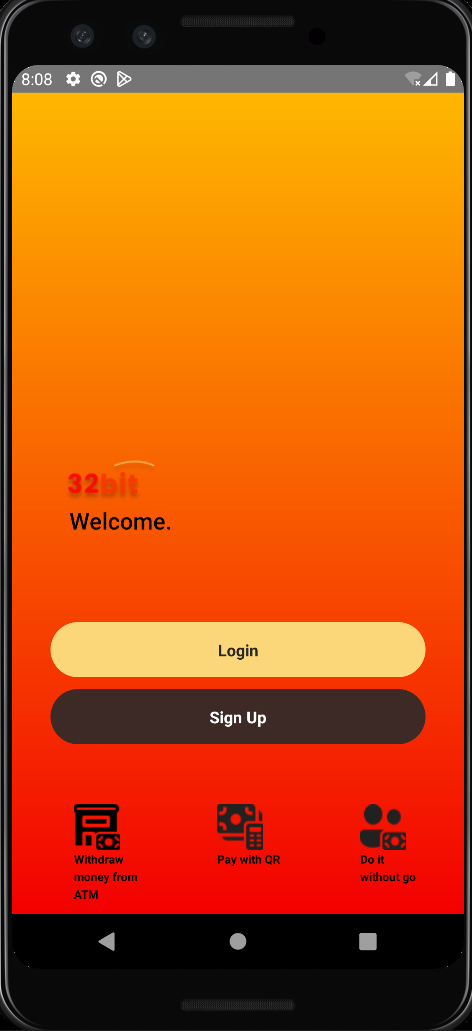 8:08
32bit
Welcome.
Login
Sign Up
Withdraw
money from
ATM
Pay with QR
Do it
without go